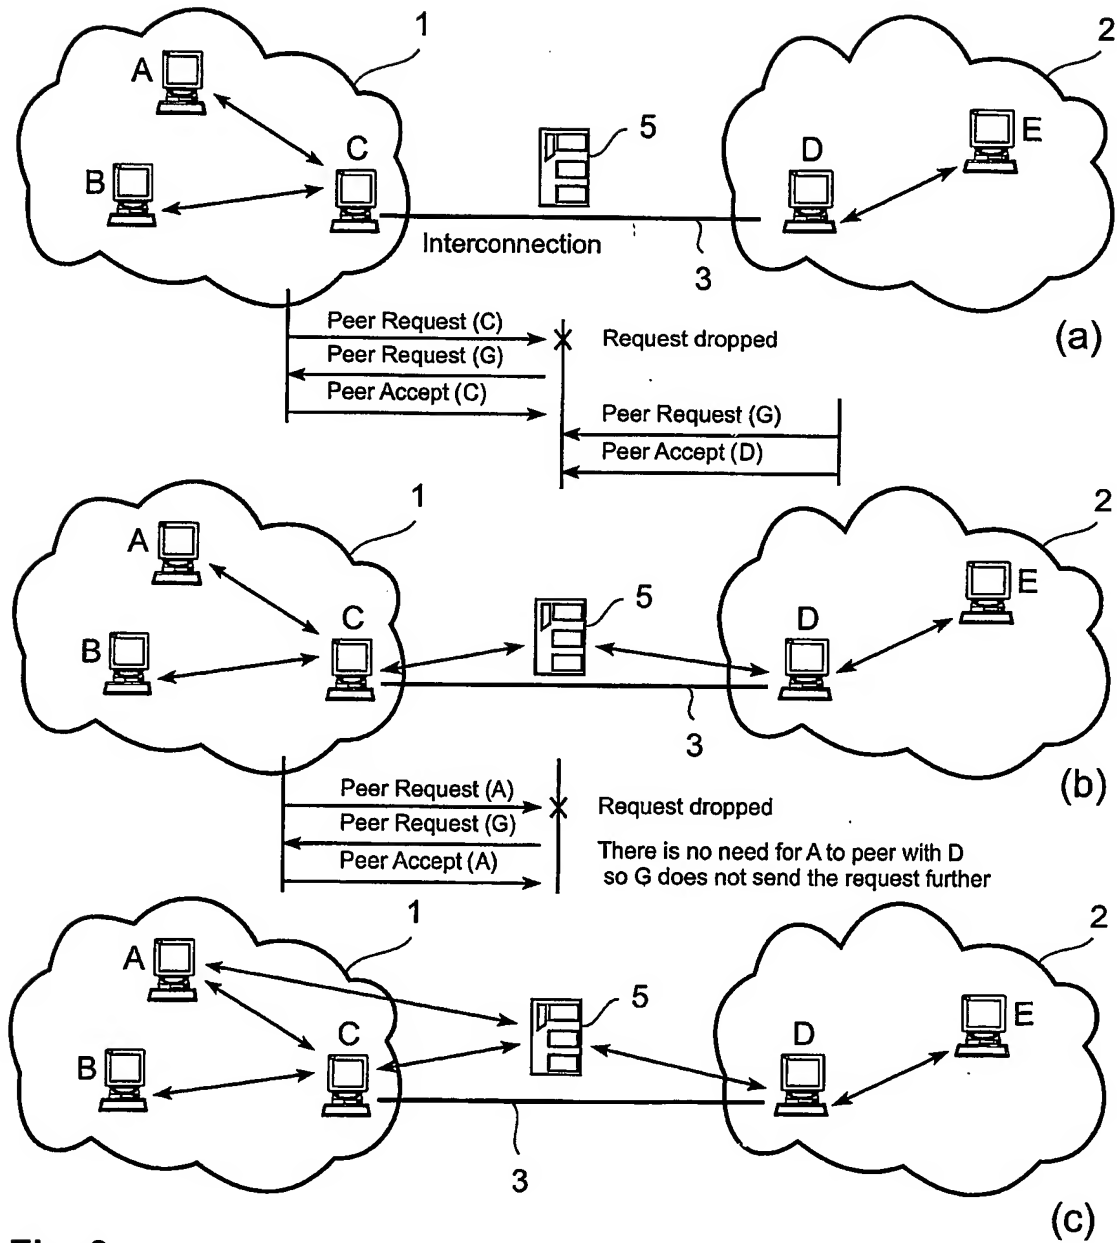 1
2
A
B
C
5
D
E
Interconnection
3
(a)
Peer Request (C)
Request dropped
Peer Request (G)
Peer Accept (C)
Peer Request (G)
Peer Accept (D)
1
2
A
B
C
5
D
E
3
(b)
Peer Request (A)
Request dropped
Peer Request (G)
Peer Accept (A)
There is no need for A to peer with D
so G does not send the request further
1
2
A
B
C
5
D
E
3
(c)